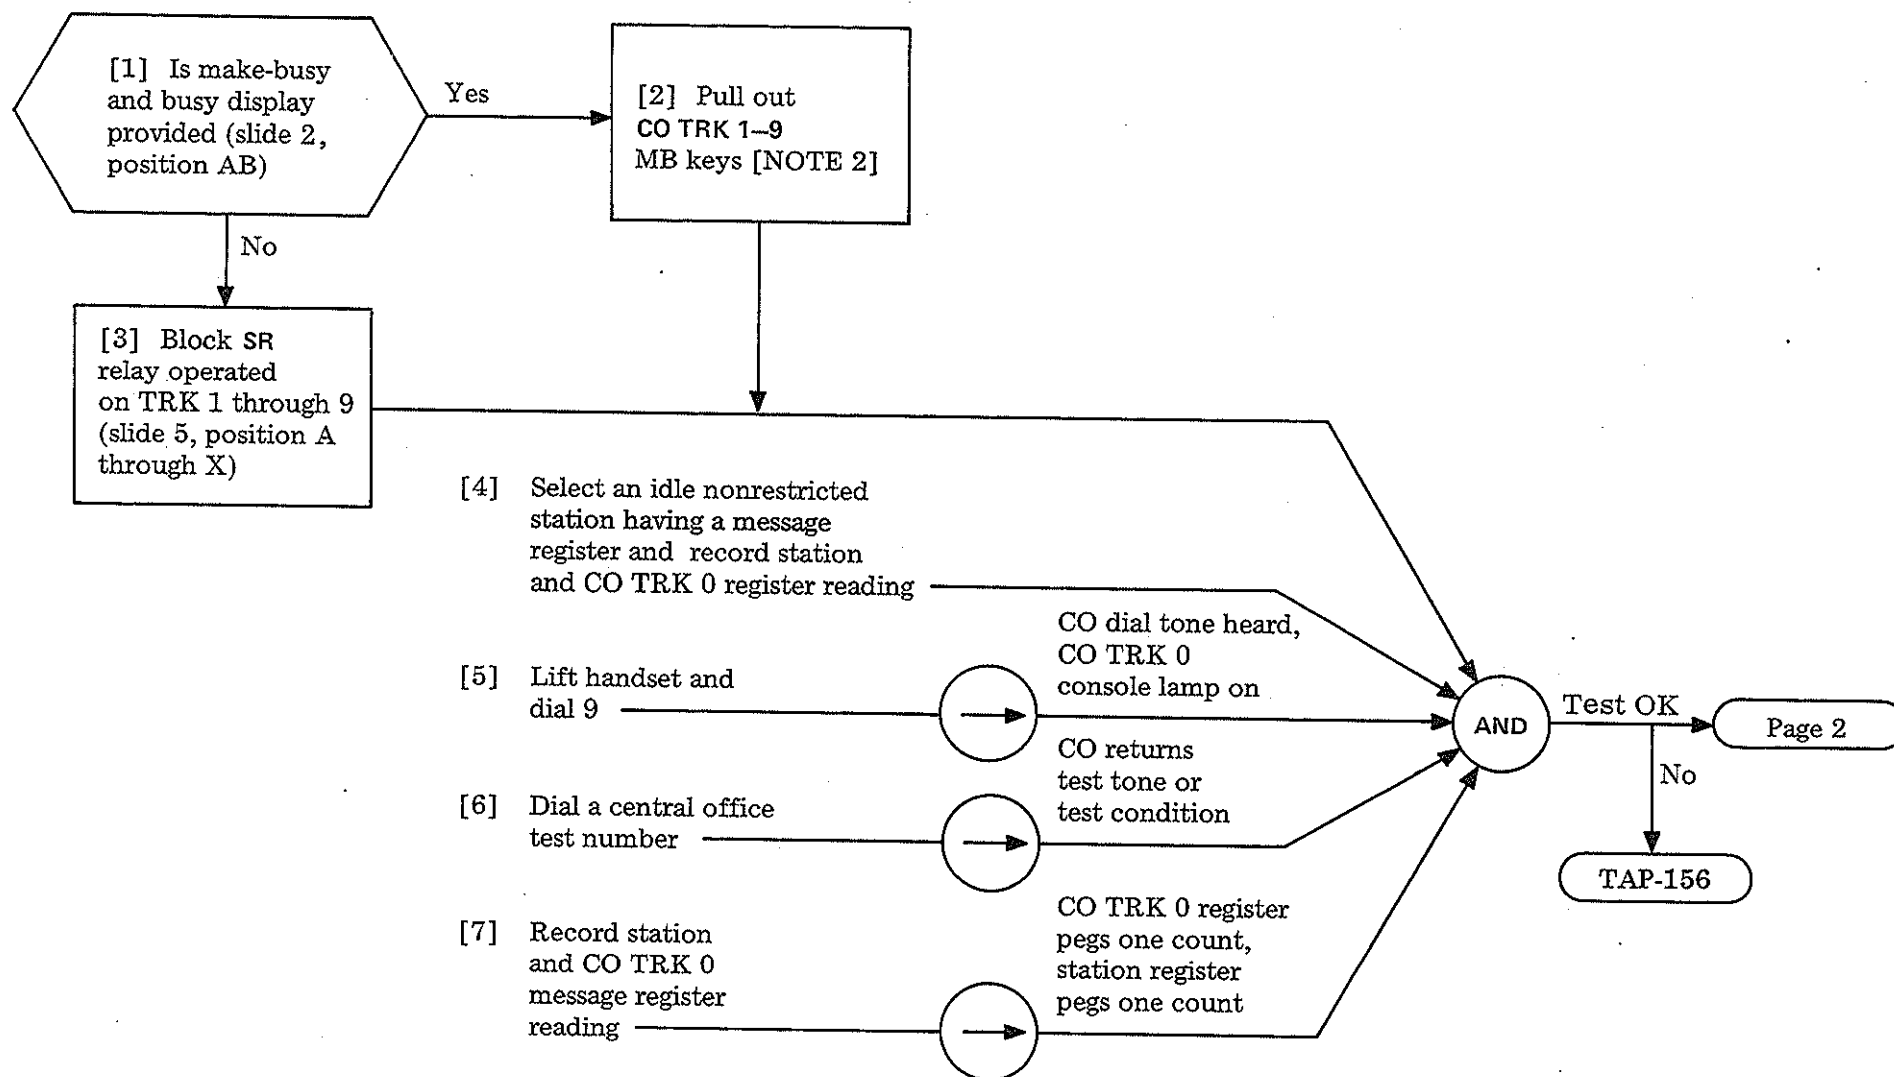 [1] Is make-busy
and busy display
provided (slide 2,
position AB)
Yes
[2] Pull out
CO TRK 1–9
MB keys [NOTE 2]
No
[3] Block SR
relay operated
on TRK 1 through 9
(slide 5, position A
through X)
[4] Select an idle nonrestricted
station having a message
register and record station
and CO TRK 0 register reading
[5] Lift handset and
dial 9
CO dial tone heard,
CO TRK 0
console lamp on
[6] Dial a central office
test number
CO returns
test tone or
test condition
[7] Record station
and CO TRK 0
message register
reading
CO TRK 0 register
pegs one count,
station register
pegs one count
AND
Test OK
Page 2
No
TAP-156